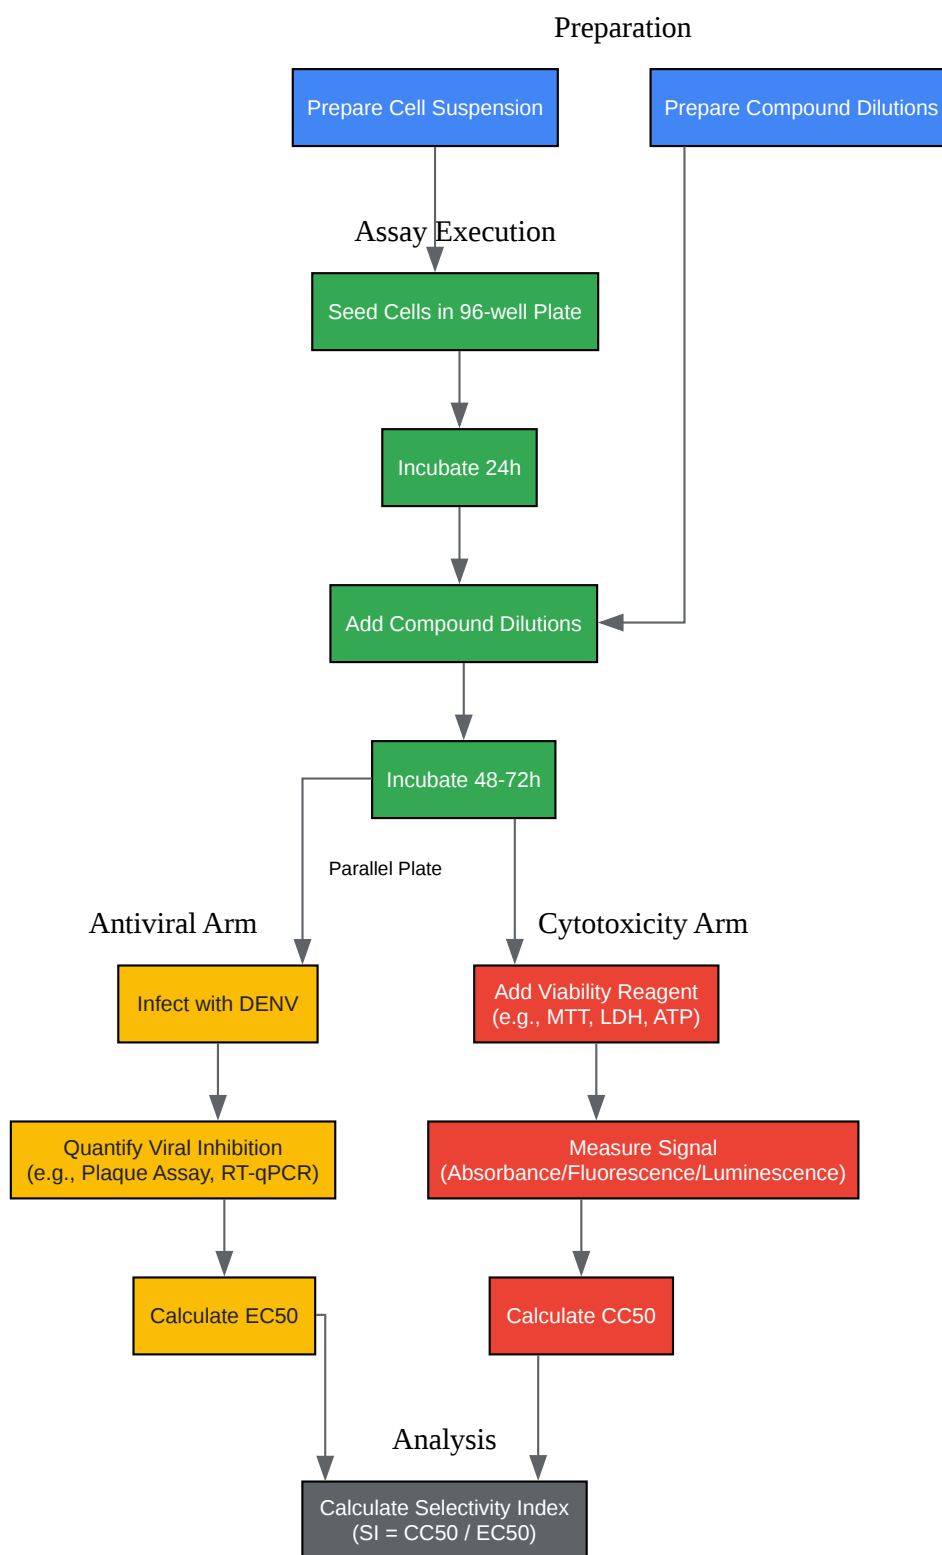 Preparation
Prepare Cell Suspension
Prepare Compound Dilutions
Assay Execution
Seed Cells in 96-well Plate
Incubate 24h
Add Compound Dilutions
Incubate 48-72h
Parallel Plate
Antiviral Arm
Cytotoxicity Arm
Infect with DENV
Add Viability Reagent
(e.g., MTT, LDH, ATP)
Quantify Viral Inhibition
(e.g., Plaque Assay, RT-qPCR)
Measure Signal
(Absorbance/Fluorescence/Luminescence)
Calculate EC50
Calculate CC50
Analysis
Calculate Selectivity Index
(SI = CC50 / EC50)